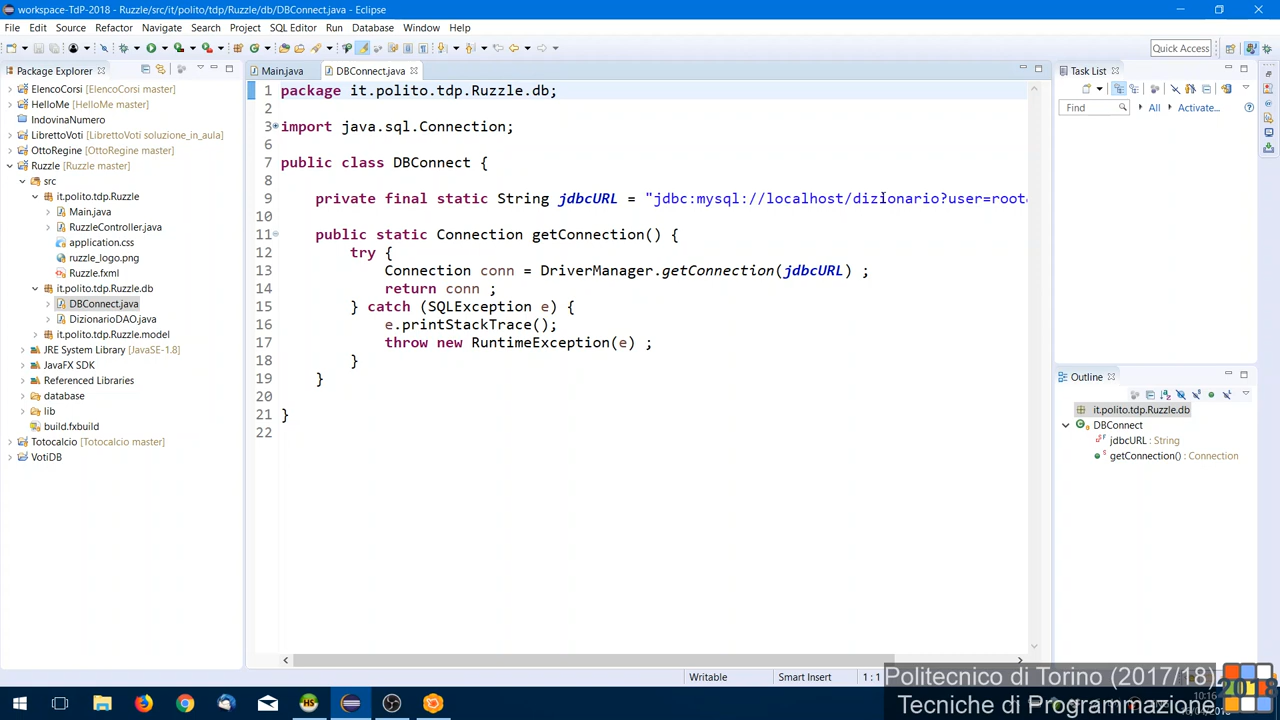 workspace-TdP-2018 - Ruzzle/src/it/polito/tdp/Ruzzle/db/DBConnect.java - Eclipse
File Edit Source Refactor Navigate Search Project SQL Editor Run Database Window Help
Quick Access
Package Explorer
ElencoCorsi [ElencoCorsi master]
HelloMe [HelloMe master]
IndovinaNumero
LibrettoVoti [LibrettoVoti soluzione_in_aula]
OttoRegine [OttoRegine master]
Ruzzle [Ruzzle master]
src
it.polito.tdp.Ruzzle
Main.java
RuzzleController.java
application.css
ruzzle_logo.png
Ruzzle.fxml
it.polito.tdp.Ruzzle.db
DBConnect.java
DizionarioDAO.java
it.polito.tdp.Ruzzle.model
JRE System Library [JavaSE-1.8]
JavaFX SDK
Referenced Libraries
database
lib
build.fxbuild
Totocalcio [Totocalcio master]
VotiDB
Main.java DBConnect.java
1 package it.polito.tdp.Ruzzle.db;
2
3 import java.sql.Connection;
6
7 public class DBConnect {
8
9 private final static String jdbcURL = "jdbc:mysql://localhost/dizionario?user=root
10
11 public static Connection getConnection() {
12 try {
13 Connection conn = DriverManager.getConnection(jdbcURL) ;
14 return conn ;
15 } catch (SQLException e) {
16 e.printStackTrace();
17 throw new RuntimeException(e) ;
18 }
19 }
20
21 }
22
Task List
Find All Activate...
Outline
it.polito.tdp.Ruzzle.db
DBConnect
jdbcURL : String
getConnection() : Connection
Writable Smart Insert 1 : 1
Politecnico di Torino (2017/18)
Tecniche di Programmazione
2018
10:16